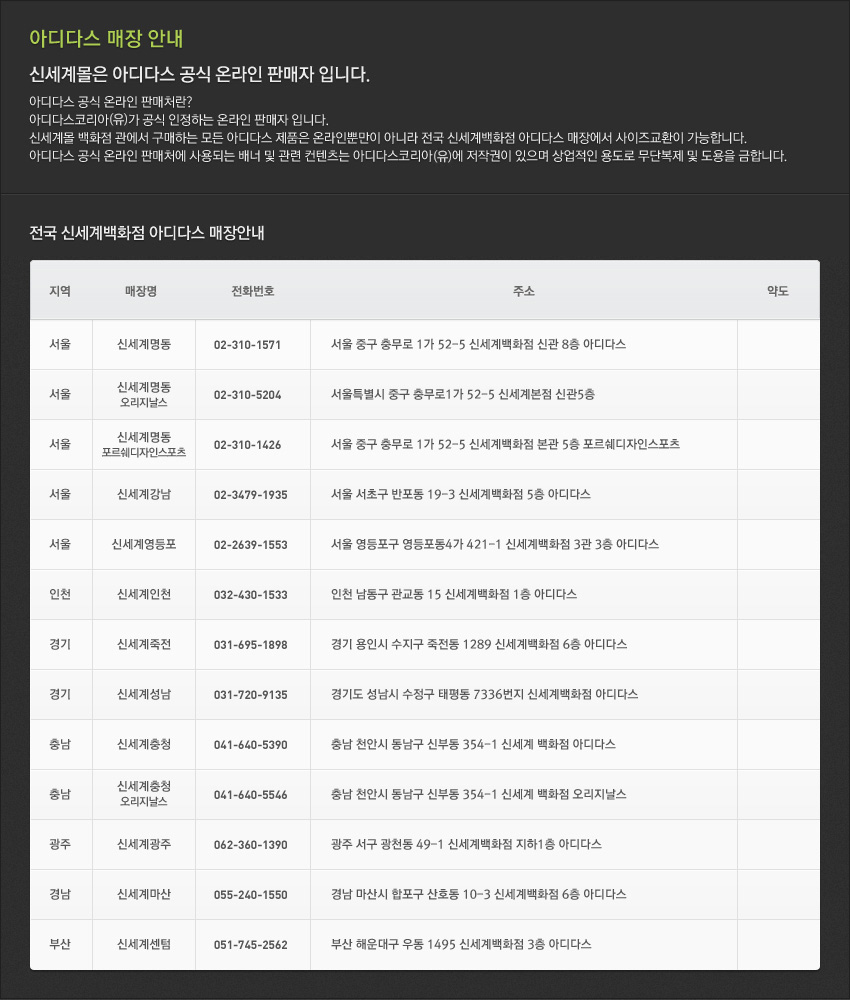 아디다스 매장 안내
신세계몰은 아디다스 공식 온라인 판매자 입니다.
아디다스 공식 온라인 판매처란?
아디다스코리아(유)가 공식 인정하는 온라인 판매자 입니다.
신세계몰 백화점 관에서 구매하는 모든 아디다스 제품은 온라인뿐만이 아니라 전국 신세계백화점 아디다스 매장에서 사이즈교환이 가능합니다.
아디다스 공식 온라인 판매처에 사용되는 배너 및 관련 컨텐츠는 아디다스코리아(유)에 저작권이 있으며 상업적인 용도로 무단복제 및 도용을 금합니다.
전국 신세계백화점 아디다스 매장안내
지역 매장명 전화번호 주소 약도
서울 신세계명동 02-310-1571 서울 중구 충무로 1가 52-5 신세계백화점 신관 8층 아디다스
서울 신세계명동 오리지날스 02-310-5204 서울특별시 중구 충무로1가 52-5 신세계본점 신관5층
서울 신세계명동 포르쉐디자인스포츠 02-310-1426 서울 중구 충무로 1가 52-5 신세계백화점 본관 5층 포르쉐디자인스포츠
서울 신세계강남 02-3479-1935 서울 서초구 반포동 19-3 신세계백화점 5층 아디다스
서울 신세계영등포 02-2639-1553 서울 영등포구 영등포동4가 421-1 신세계백화점 3관 3층 아디다스
인천 신세계인천 032-430-1533 인천 남동구 관교동 15 신세계백화점 1층 아디다스
경기 신세계죽전 031-695-1898 경기 용인시 수지구 죽전동 1289 신세계백화점 6층 아디다스
경기 신세계성남 031-720-9135 경기도 성남시 수정구 태평동 7336번지 신세계백화점 아디다스
충남 신세계충청 041-640-5390 충남 천안시 동남구 신부동 354-1 신세계 백화점 아디다스
충남 신세계충청 오리지날스 041-640-5546 충남 천안시 동남구 신부동 354-1 신세계 백화점 오리지날스
광주 신세계광주 062-360-1390 광주 서구 광천동 49-1 신세계백화점 지하1층 아디다스
경남 신세계마산 055-240-1550 경남 마산시 합포구 산호동 10-3 신세계백화점 6층 아디다스
부산 신세계센텀 051-745-2562 부산 해운대구 우동 1495 신세계백화점 3층 아디다스